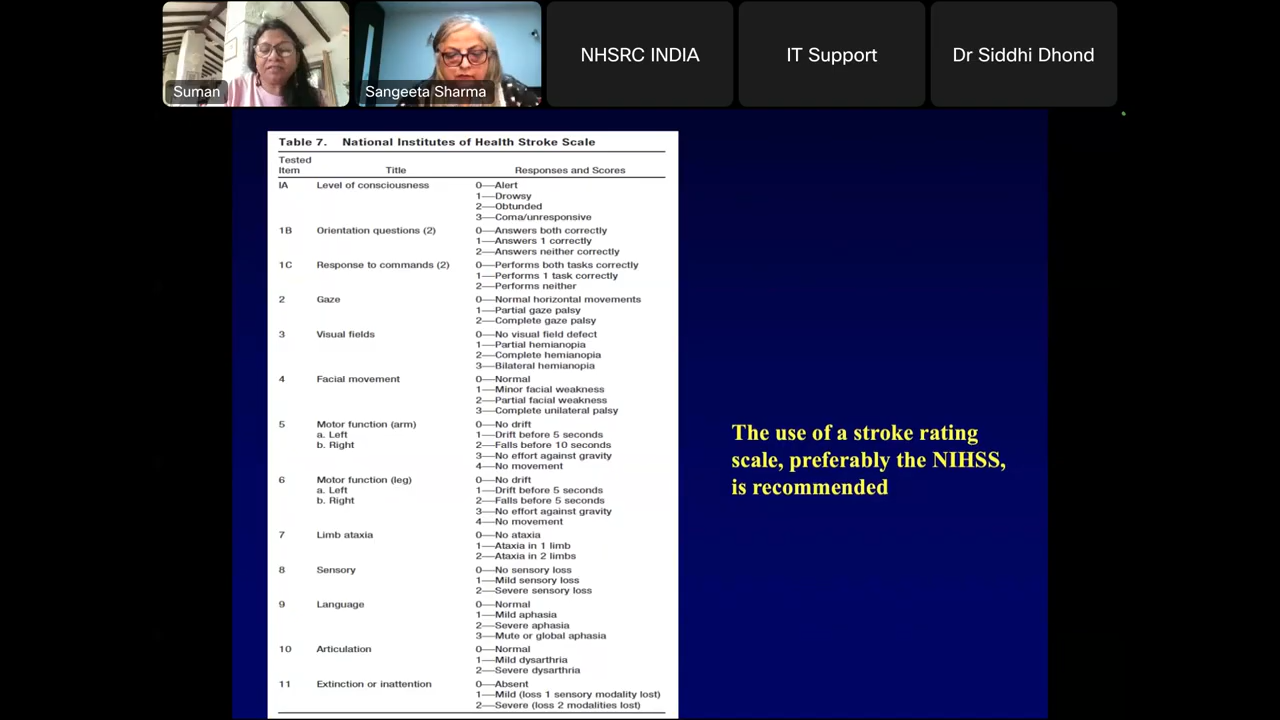 Suman
Sangeeta Sharma
NHSRC INDIA
IT Support
Dr Siddhi Dhond
Table 7. National Institutes of Health Stroke Scale
Tested
Item Title Responses and Scores
IA Level of consciousness 0—Alert
1—Drowsy
2—Obtunded
3—Coma/unresponsive
1B Orientation questions (2) 0—Answers both correctly
1—Answers 1 correctly
2—Answers neither correctly
1C Response to commands (2) 0—Performs both tasks correctly
1—Performs 1 task correctly
2—Performs neither
2 Gaze 0—Normal horizontal movements
1—Partial gaze palsy
2—Complete gaze palsy
3 Visual fields 0—No visual field defect
1—Partial hemianopia
2—Complete hemianopia
3—Bilateral hemianopia
4 Facial movement 0—Normal
1—Minor facial weakness
2—Partial facial weakness
3—Complete unilateral palsy
5 Motor function (arm) 0—No drift
a. Left 1—Drift before 5 seconds
b. Right 2—Falls before 10 seconds
3—No effort against gravity
4—No movement
6 Motor function (leg) 0—No drift
a. Left 1—Drift before 5 seconds
b. Right 2—Falls before 5 seconds
3—No effort against gravity
4—No movement
7 Limb ataxia 0—No ataxia
1—Ataxia in 1 limb
2—Ataxia in 2 limbs
8 Sensory 0—No sensory loss
1—Mild sensory loss
2—Severe sensory loss
9 Language 0—Normal
1—Mild aphasia
2—Severe aphasia
3—Mute or global aphasia
10 Articulation 0—Normal
1—Mild dysarthria
2—Severe dysarthria
11 Extinction or inattention 0—Absent
1—Mild (loss 1 sensory modality lost)
2—Severe (loss 2 modalities lost)
The use of a stroke rating
scale, preferably the NIHSS,
is recommended